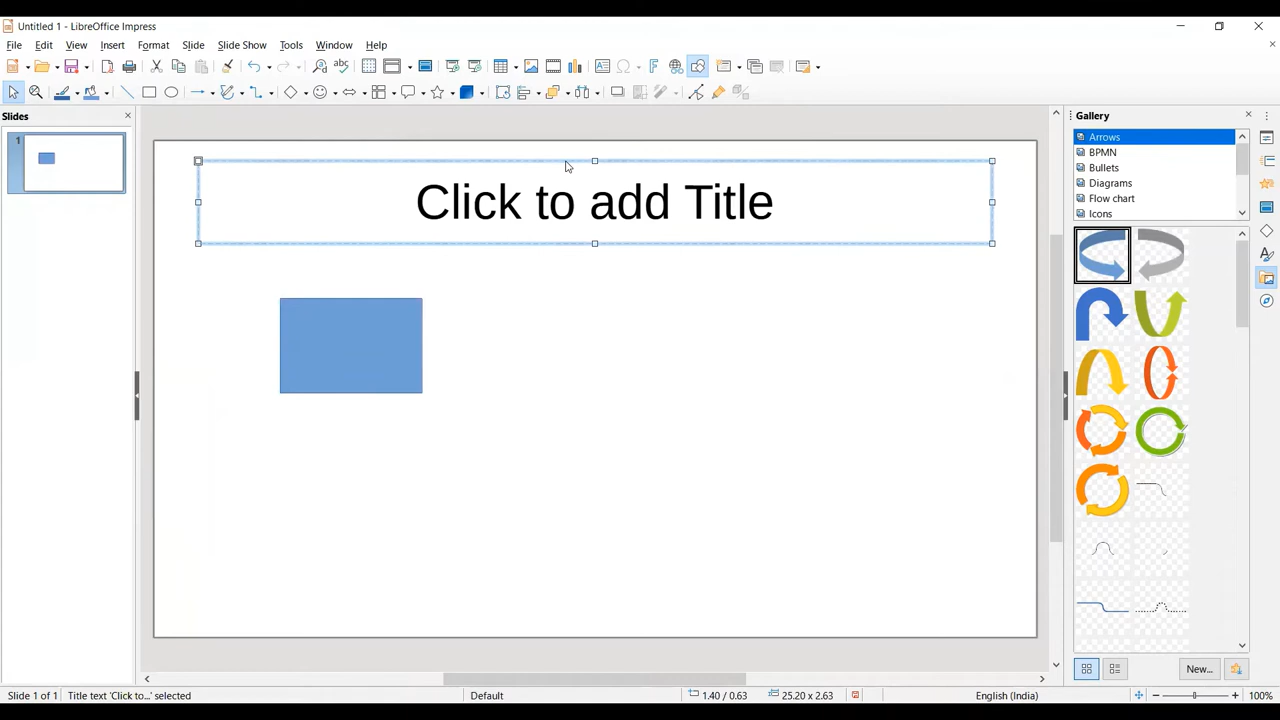 Untitled 1 - LibreOffice Impress
File Edit View Insert Format Slide Slide Show Tools Window Help
Slides
1
Click to add Title
Gallery
Arrows
BPMN
Bullets
Diagrams
Flow chart
Icons
New...
Slide 1 of 1
Title text 'Click to...' selected
Default
1.40 / 0.63
25.20 x 2.63
English (India)
100%